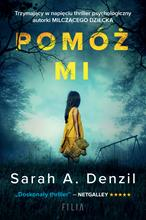 Trzymający w napięciu thriller psychologiczny
autorki MILCZĄCEGO DZIECKA
POMÓŻ
MI
Sarah A. Denzil
„Doskonały thriller” – NETGALLEY ★★★★★
FILIA